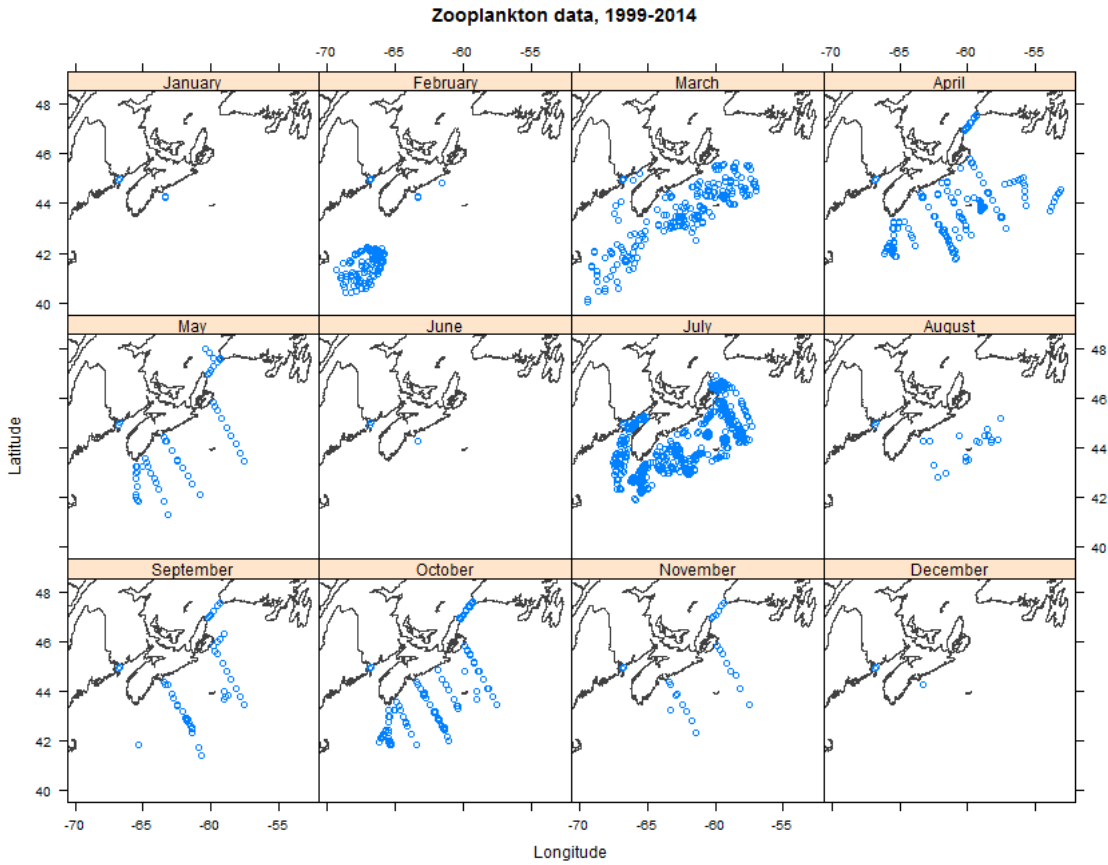 Zooplankton data, 1999-2014
-70 -65 -60 -55 -70 -65 -60 -55
January February March April
48
46
44
42
40
May June July August
48
46
44
42
40
Latitude
September October November December
48
46
44
42
40
-70 -65 -60 -55 -70 -65 -60 -55
Longitude